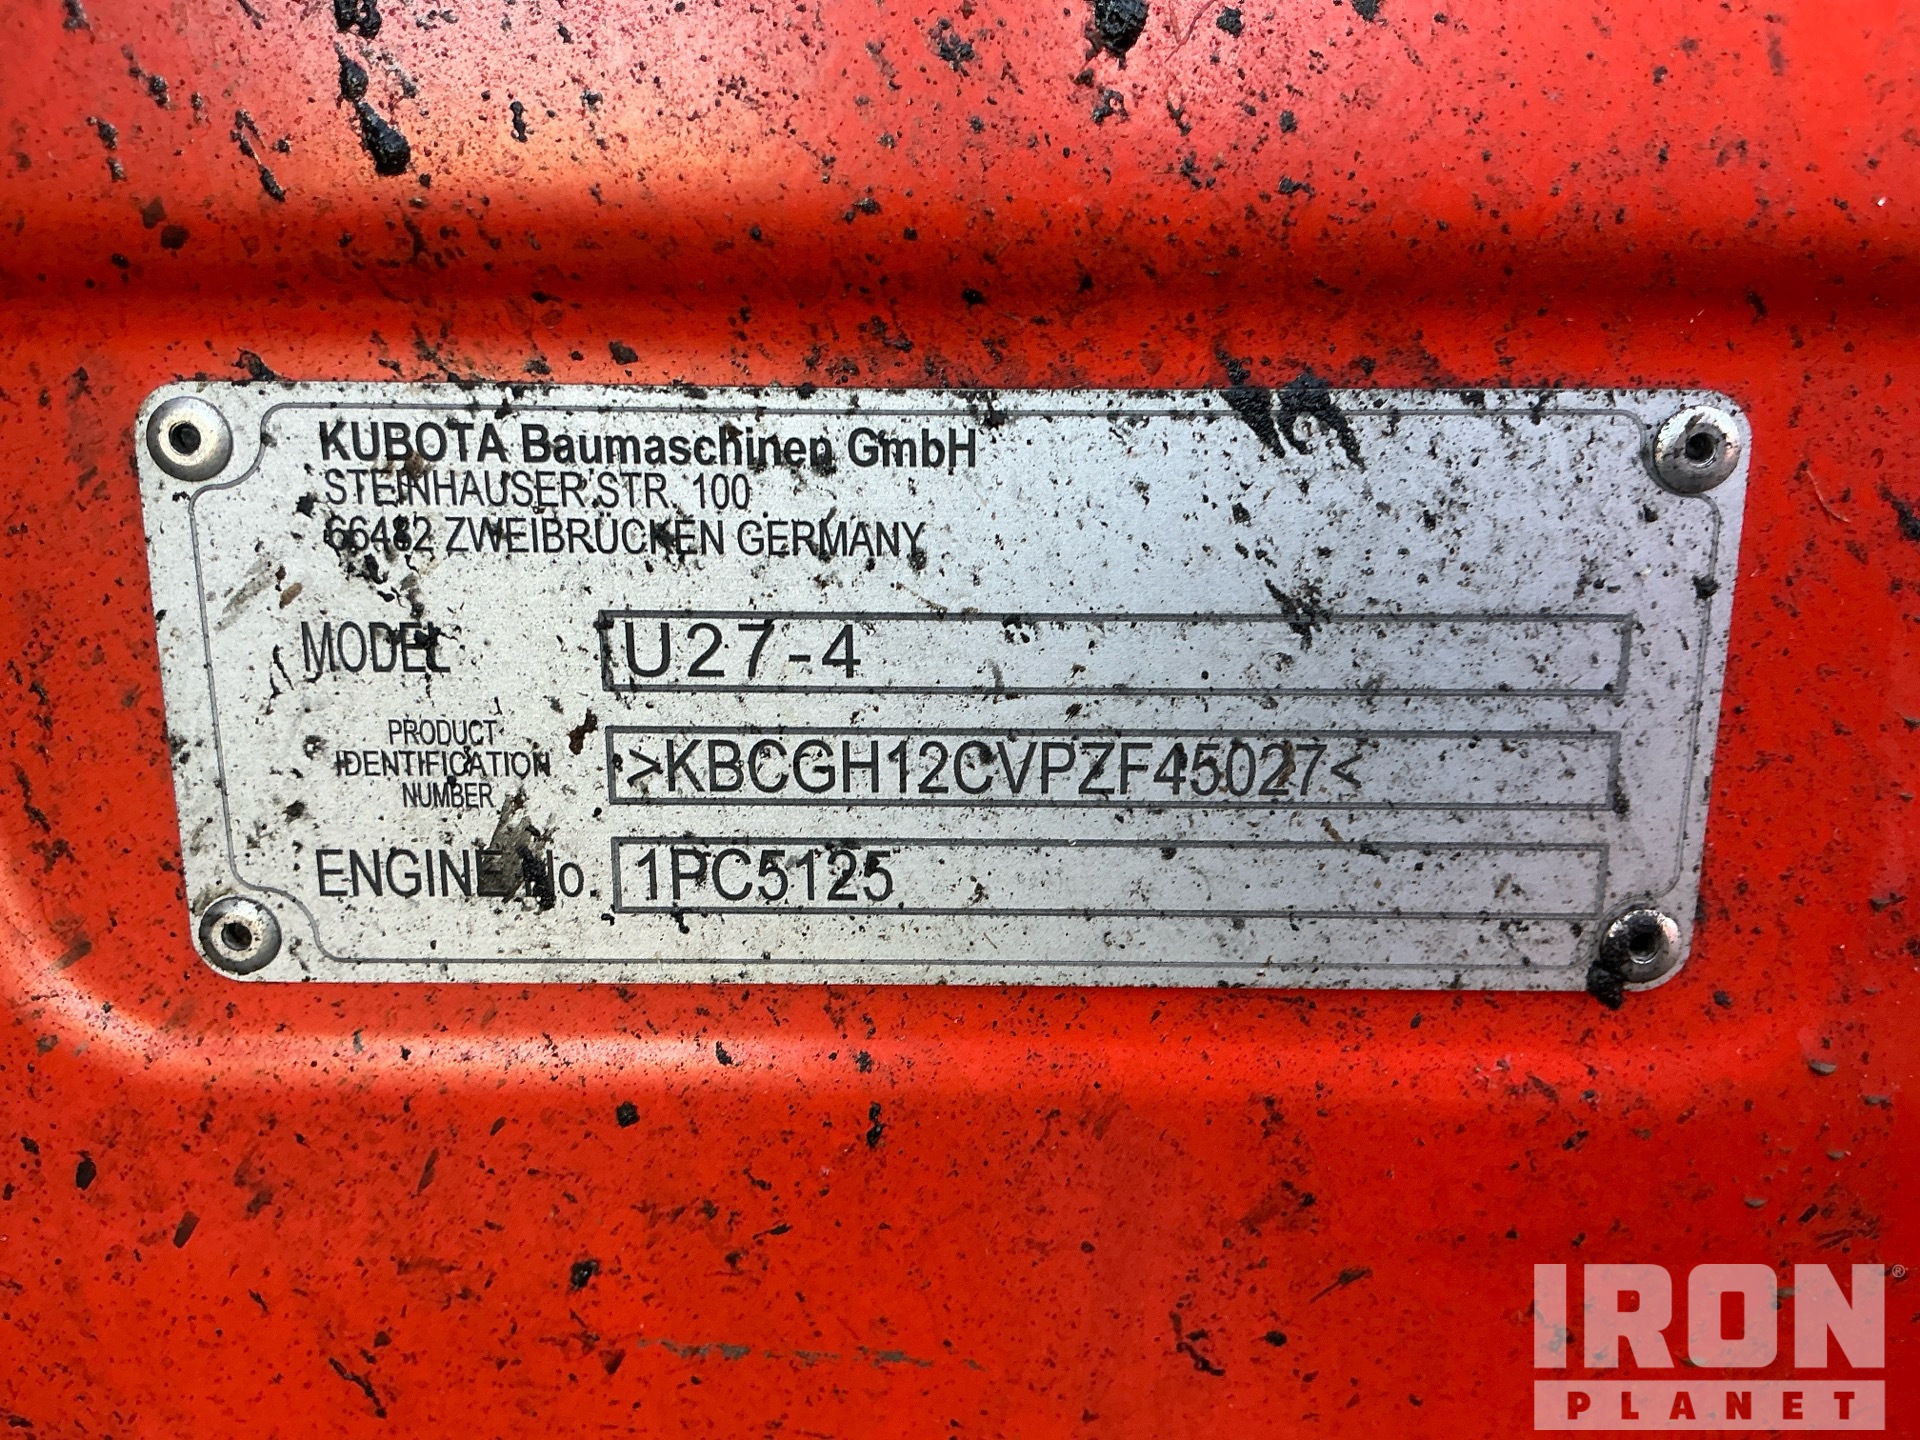 KUBOTA Baumaschinen GmbH
STEINHAUSER STR. 100
66482 ZWEIBRÜCKEN GERMANY
MODEL U27-4
PRODUCT
IDENTIFICATION
NUMBER
>KBCGH12CVPZF45027<
ENGINE No. 1PC5125
IRON®
PLANET